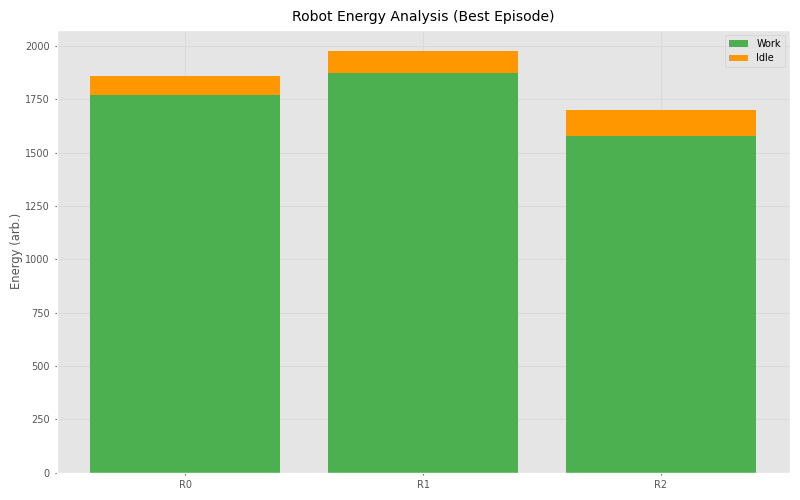 Robot Energy Analysis (Best Episode)
Work
Idle
Energy (arb.)
2000
1750
1500
1250
1000
750
500
250
0
R0
R1
R2